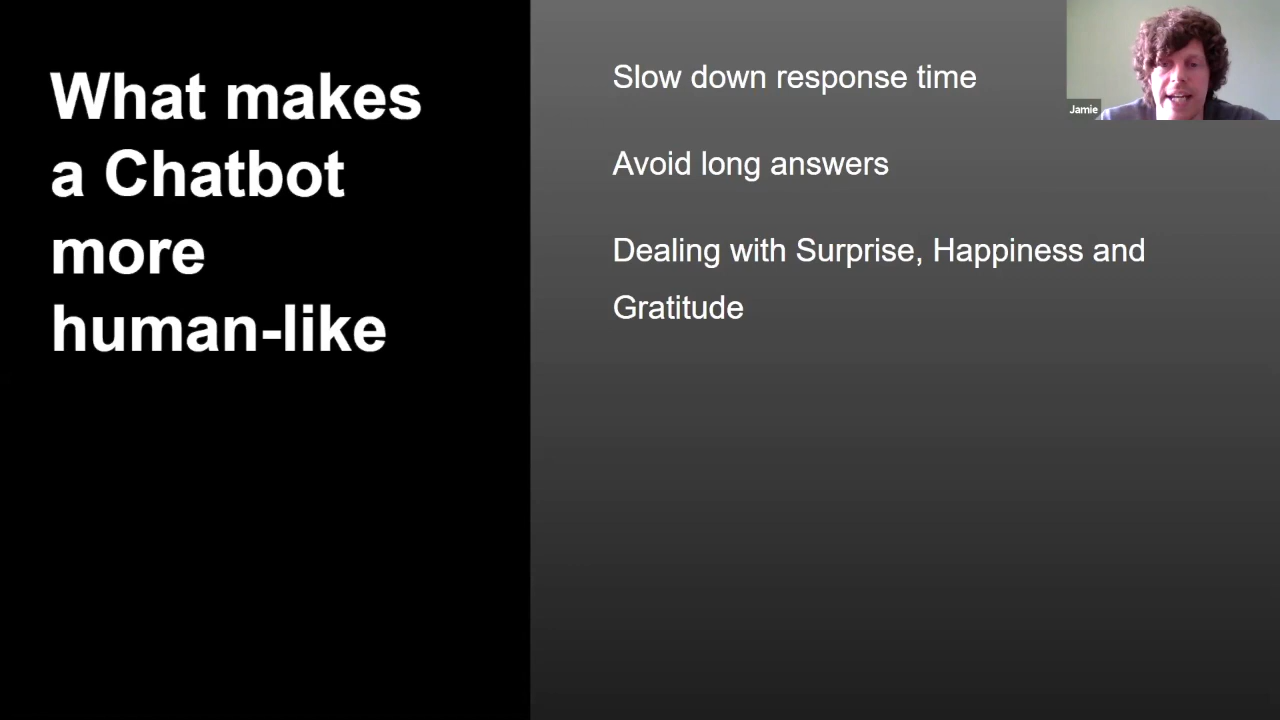 What makes
a Chatbot
more
human-like
Slow down response time
Avoid long answers
Dealing with Surprise, Happiness and
Gratitude
Jamie